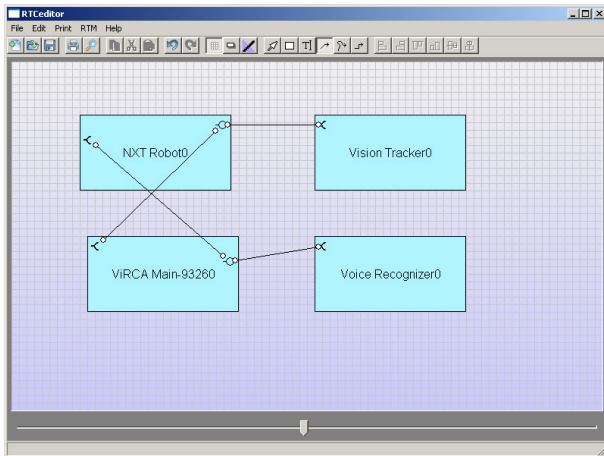 RTCeditor
File Edit Print RTM Help
NXT Robot0
Vision Tracker0
ViRCA Main-93260
Voice Recognizer0